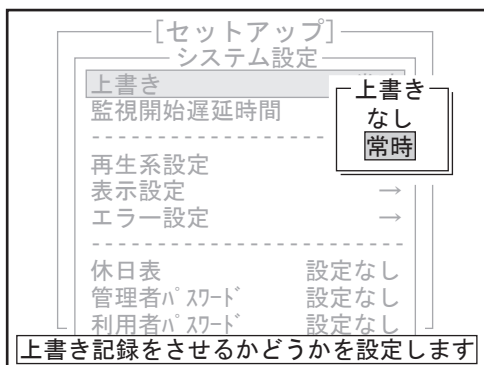 [セットアップ]
システム設定
上書き
監視開始遅延時間
再生系設定
表示設定 →
エラー設定 →
休日表 設定なし
管理者ﾊﾟｽﾜｰﾄﾞ 設定なし
利用者ﾊﾟｽﾜｰﾄﾞ 設定なし
上書き
なし
常時
上書き記録をさせるかどうかを設定します